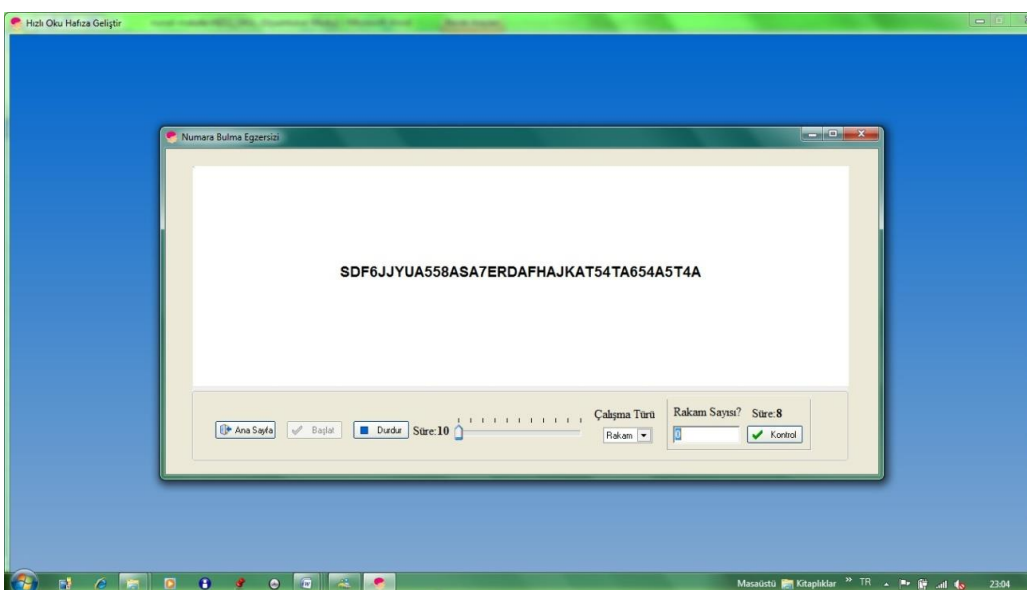 Hızlı Oku Hafıza Geliştir
Numara Bulma Egzersizi
SDF6JJYUA558ASA7ERDAFHAJKAT54TA654A5T4A
Ana Sayfa
Başlat
Durdur
Süre:10
Çalışma Türü
Rakam
Rakam Sayısı? Süre:8
0
Kontrol
Masaüstü Kitaplıklar » TR 23:04